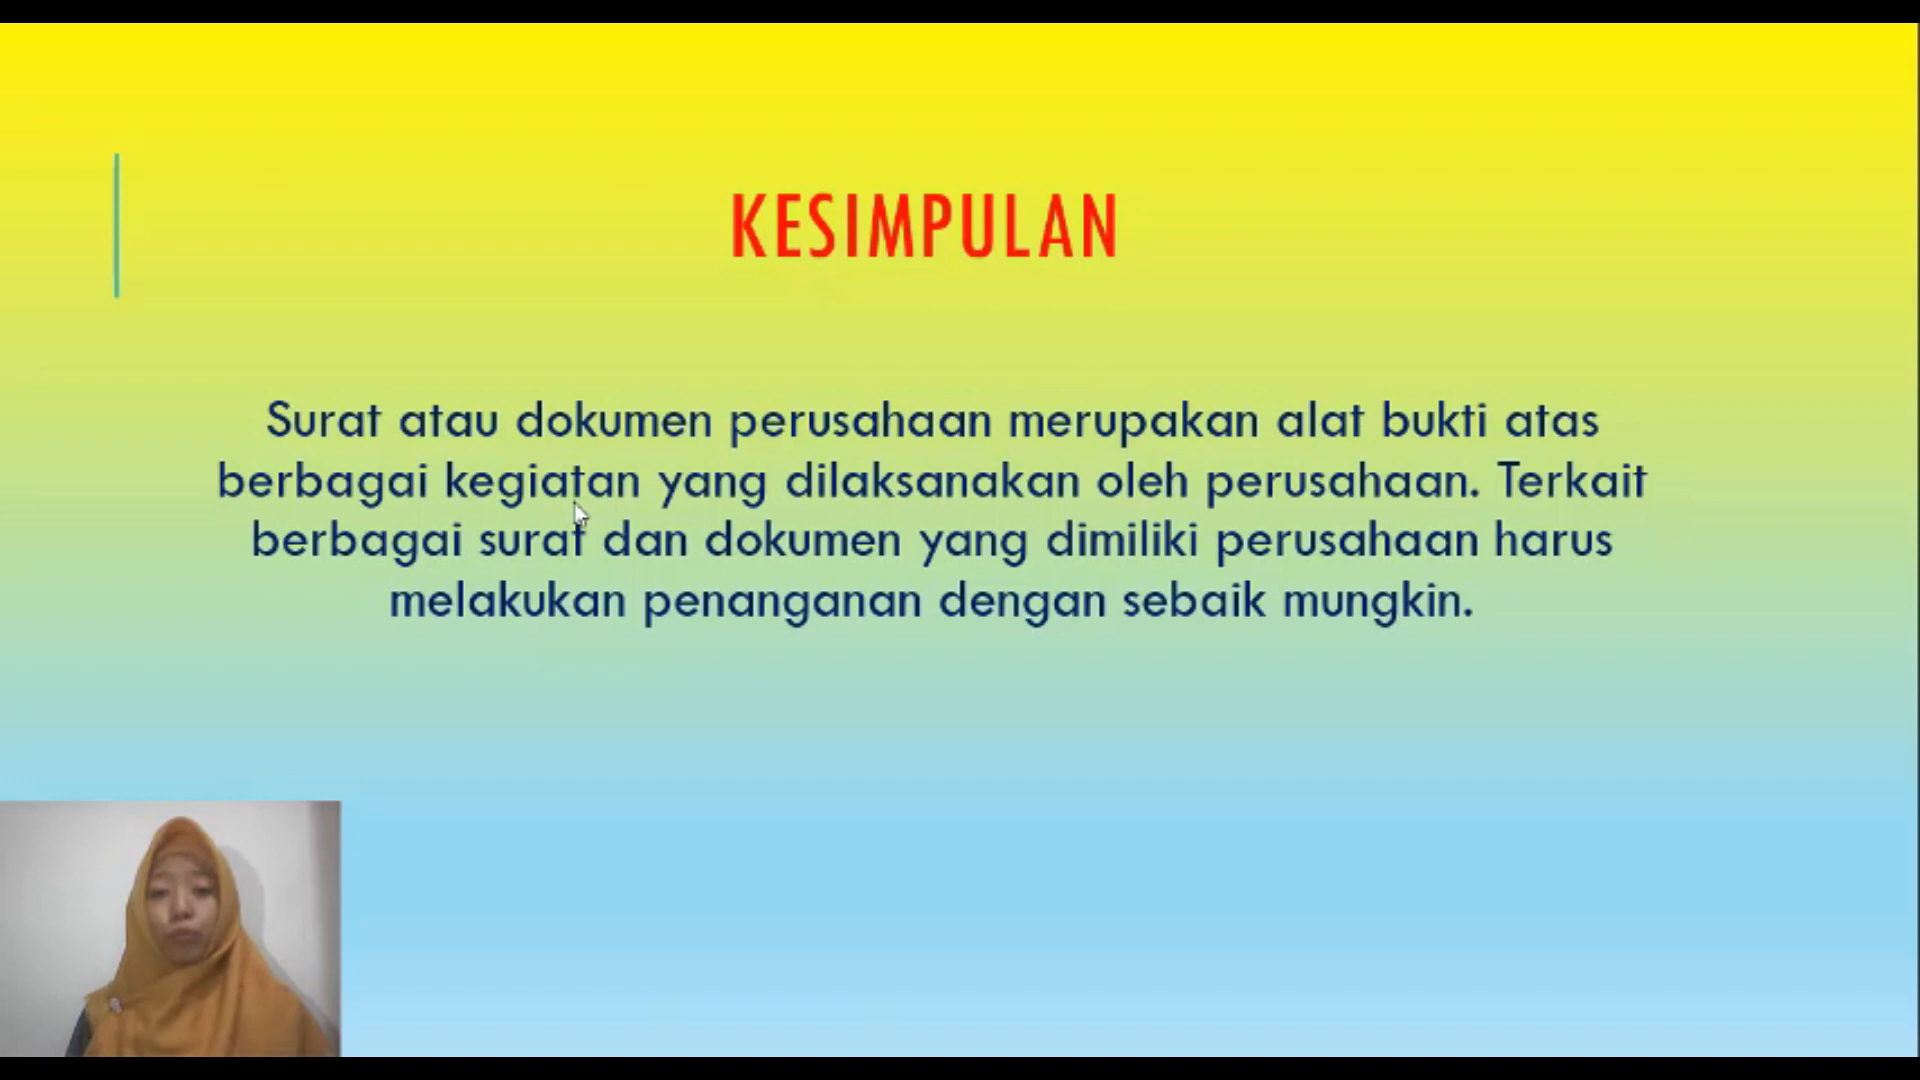 KESIMPULAN
Surat atau dokumen perusahaan merupakan alat bukti atas
berbagai kegiatan yang dilaksanakan oleh perusahaan. Terkait
berbagai surat dan dokumen yang dimiliki perusahaan harus
melakukan penanganan dengan sebaik mungkin.